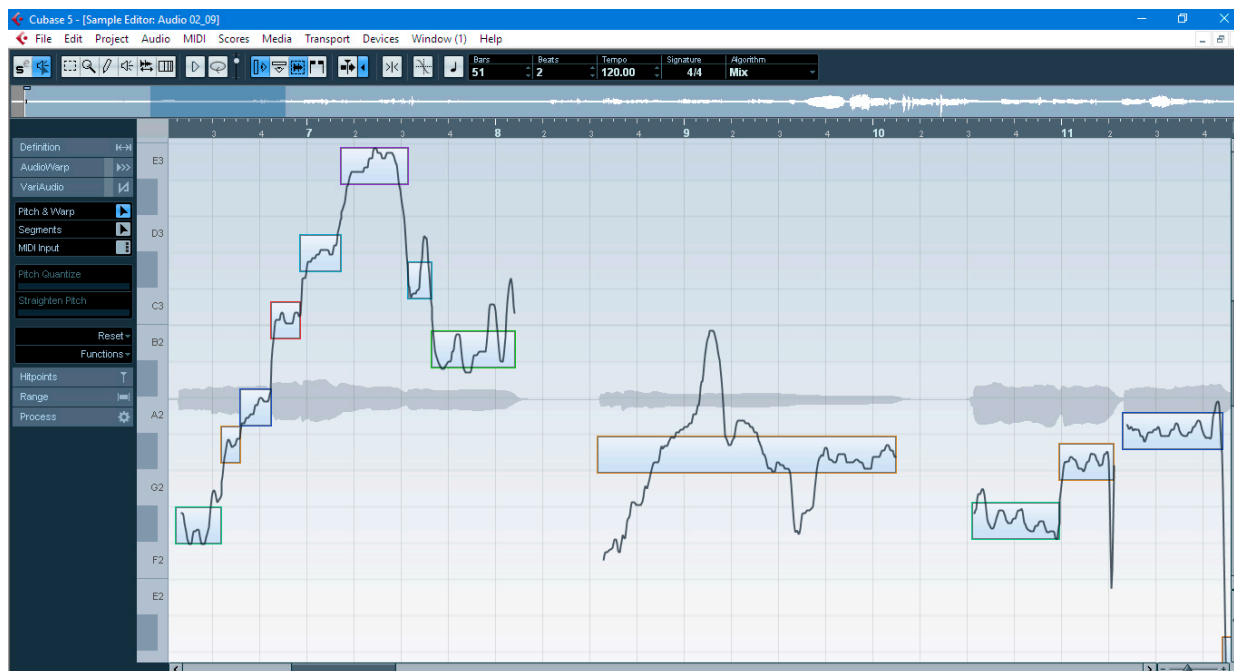 Cubase 5 - [Sample Editor: Audio 02_09]
File Edit Project Audio MIDI Scores Media Transport Devices Window (1) Help
Bars Beats Tempo Signature Algorithm
51 2 120.00 4/4 Mix
3 4 7 2 3 4 8 2 3 4 9 2 3 4 10 2 3 4 11 2 3 4
Definition
AudioWarp
VariAudio
Pitch & Warp
Segments
MIDI Input
Pitch Quantize
Straighten Pitch
Reset
Functions
Hitpoints
Range
Process
E3
D3
C3
B2
A2
G2
F2
E2